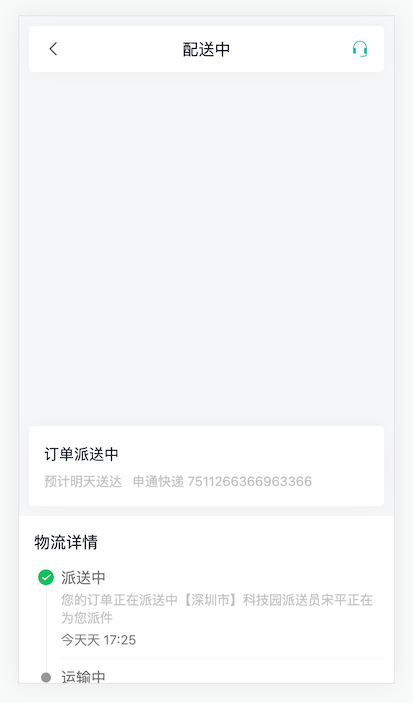 配送中
订单派送中
预计明天送达 申通快递 7511266366963366
物流详情
派送中
您的订单正在派送中【深圳市】科技园派送员宋平正在
为您派件
今天天 17:25
运输中